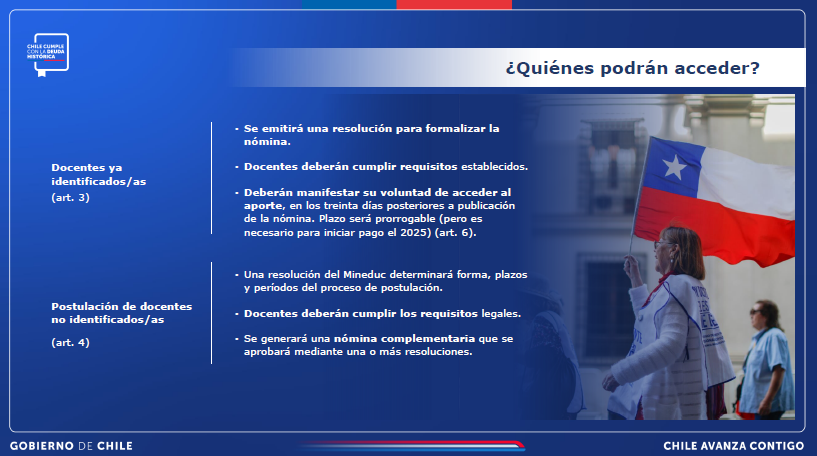 CHILE CUMPLE
CON LA DEUDA
HISTÓRICA
¿Quiénes podrán acceder?
Docentes ya
identificados/as
(art. 3)
- Se emitirá una resolución para formalizar la
nómina.
- Docentes deberán cumplir requisitos establecidos.
- Deberán manifestar su voluntad de acceder al
aporte, en los treinta días posteriores a publicación
de la nómina. Plazo será prorrogable (pero es
necesario para iniciar pago el 2025) (art. 6).
Postulación de docentes
no identificados/as
(art. 4)
- Una resolución del Mineduc determinará forma, plazos
y períodos del proceso de postulación.
- Docentes deberán cumplir los requisitos legales.
- Se generará una nómina complementaria que se
aprobará mediante una o más resoluciones.
GOBIERNO DE CHILE
CHILE AVANZA CONTIGO